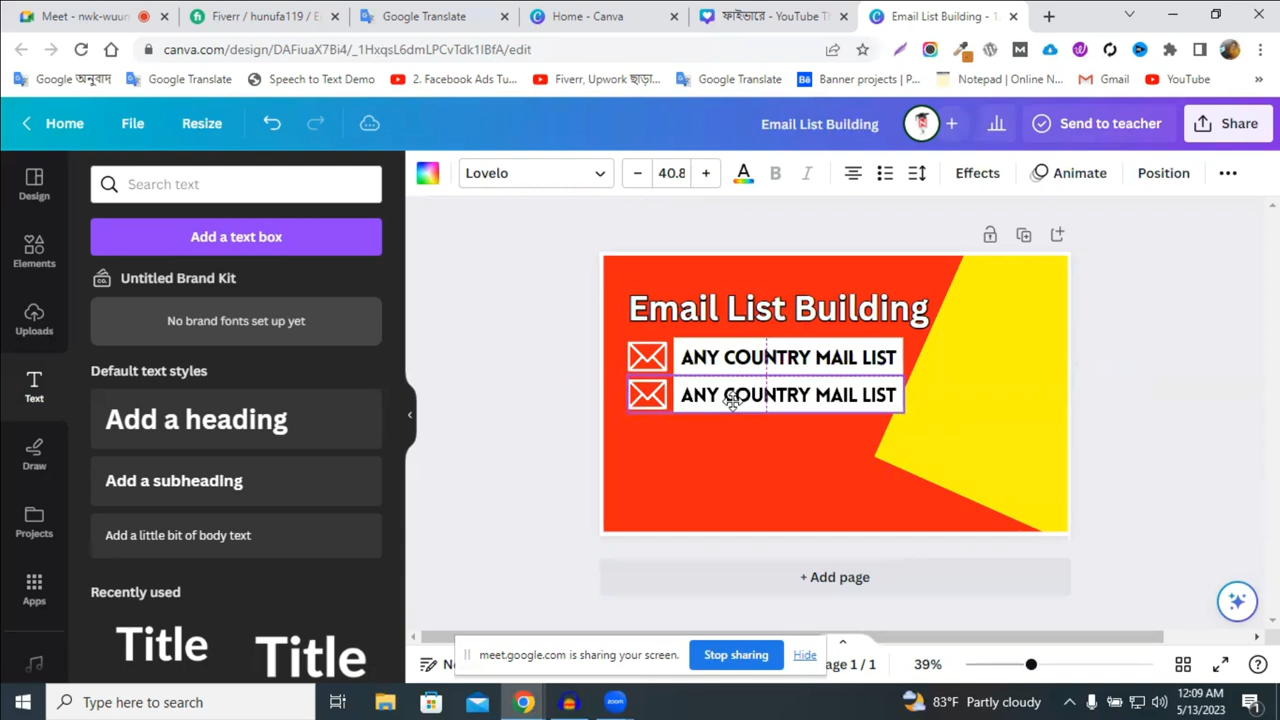 Meet - nwk-wuun
Fiverr / hunufa119 / E
Google Translate
Home - Canva
ফাইভারে - YouTube T
Email List Building - 1
canva.com/design/DAFiuaX7Bi4/_1HxqsL6dmLPCvTdk1IBfA/edit
Google অনুবাদ
Google Translate
Speech to Text Demo
2. Facebook Ads Tu...
Fiverr, Upwork ছাড়া...
Google Translate
Banner projects | P...
Notepad | Online N...
Gmail
YouTube
Home
File
Resize
Email List Building
Send to teacher
Share
Search text
Lovelo
40.8
Effects
Animate
Position
Design
Elements
Uploads
Text
Draw
Projects
Apps
Add a text box
Untitled Brand Kit
No brand fonts set up yet
Default text styles
Add a heading
Add a subheading
Add a little bit of body text
Recently used
Title
Title
Email List Building
ANY COUNTRY MAIL LIST
ANY COUNTRY MAIL LIST
+ Add page
meet.google.com is sharing your screen.
Stop sharing
Hide
age 1 / 1
39%
Type here to search
83°F Partly cloudy
12:09 AM
5/13/2023